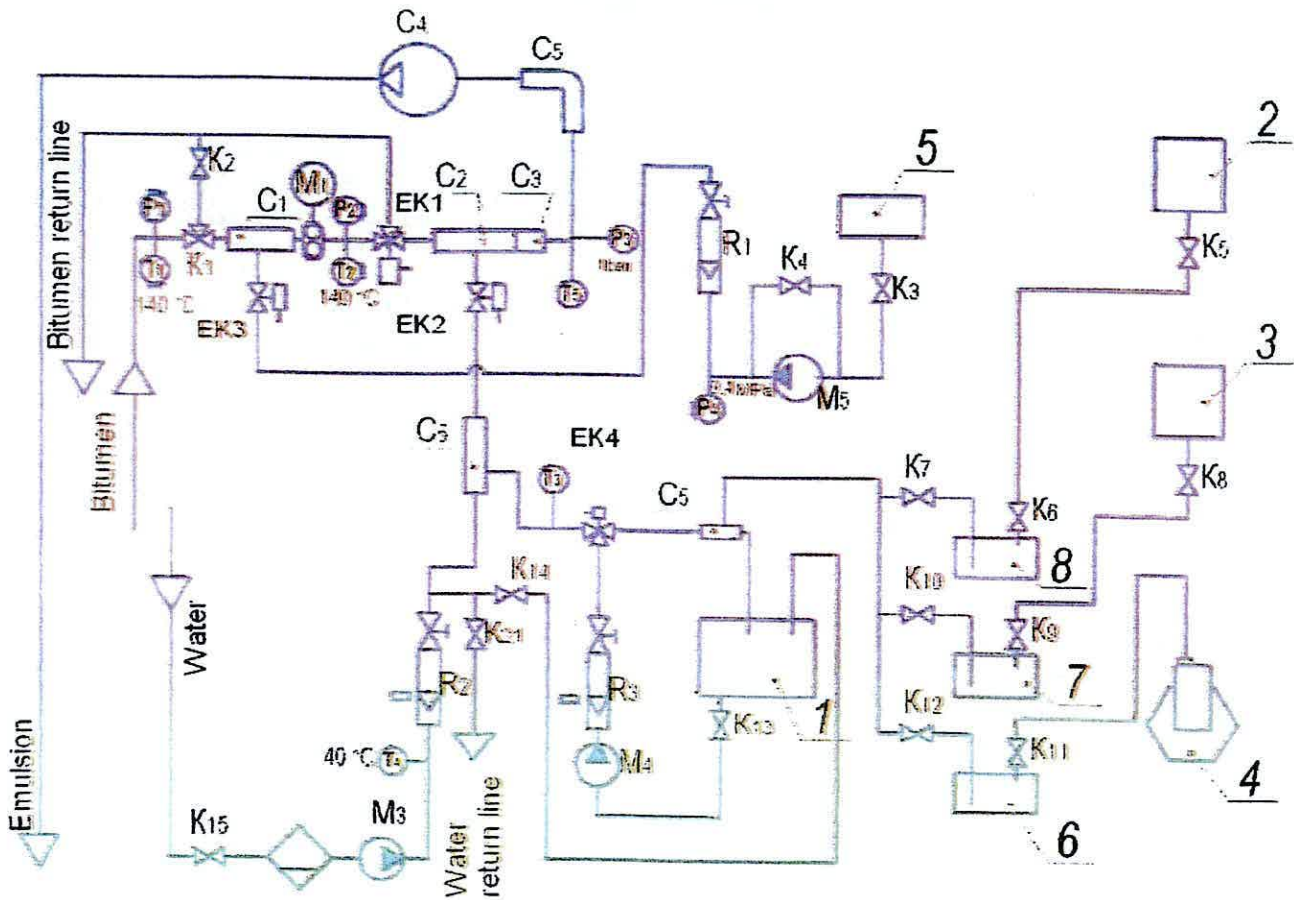 C4
C5
2
Bitumen return line
K2
5
M1
C2
C3
P1
C1
P2
EK1
K5
R1
K4
P3
K1
T1
T2
K3
140 °C
140 °C
T5
3
EK3
EK2
M5
C5
EK4
Bitumen
K7
K8
T3
C5
K6
8
K14
K10
Water
K21
K9
R2
R3
7
1
K12
K13
K11
40 °C
T4
M4
4
Emulsion
M3
K15
Water
return line
6